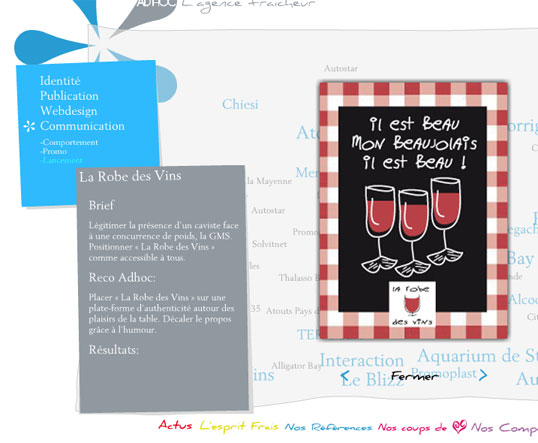 ADHOC L'agence fraîcheur
Identité
Publication
Webdesign
Communication
-Comportement
-Promo
-Lancement
La Robe des Vins
Brief
Légitimer la présence d'un caviste face
à une concurrence de poids, la GMS.
Positionner « La Robe des Vins »
comme accessible à tous.
Reco Adhoc:
Placer « La Robe des Vins » sur une
plate-forme d'authenticité autour des
plaisirs de la table. Décaler le propos
grâce à l'humour.
Résultats:
Autostar
Chiesi
la Mayenne
Autostar
Solvitnet
Thalasso
35
Atouts Pays
Alligator Bay
Interaction
Aquarium de
Le Blizz
Promoplast
il est BEAU
MON BEAUJOLAIS
il est BEAU !
la robe
des vins
Fermer
Actus L'esprit Frais Nos Références Nos coups de Nos